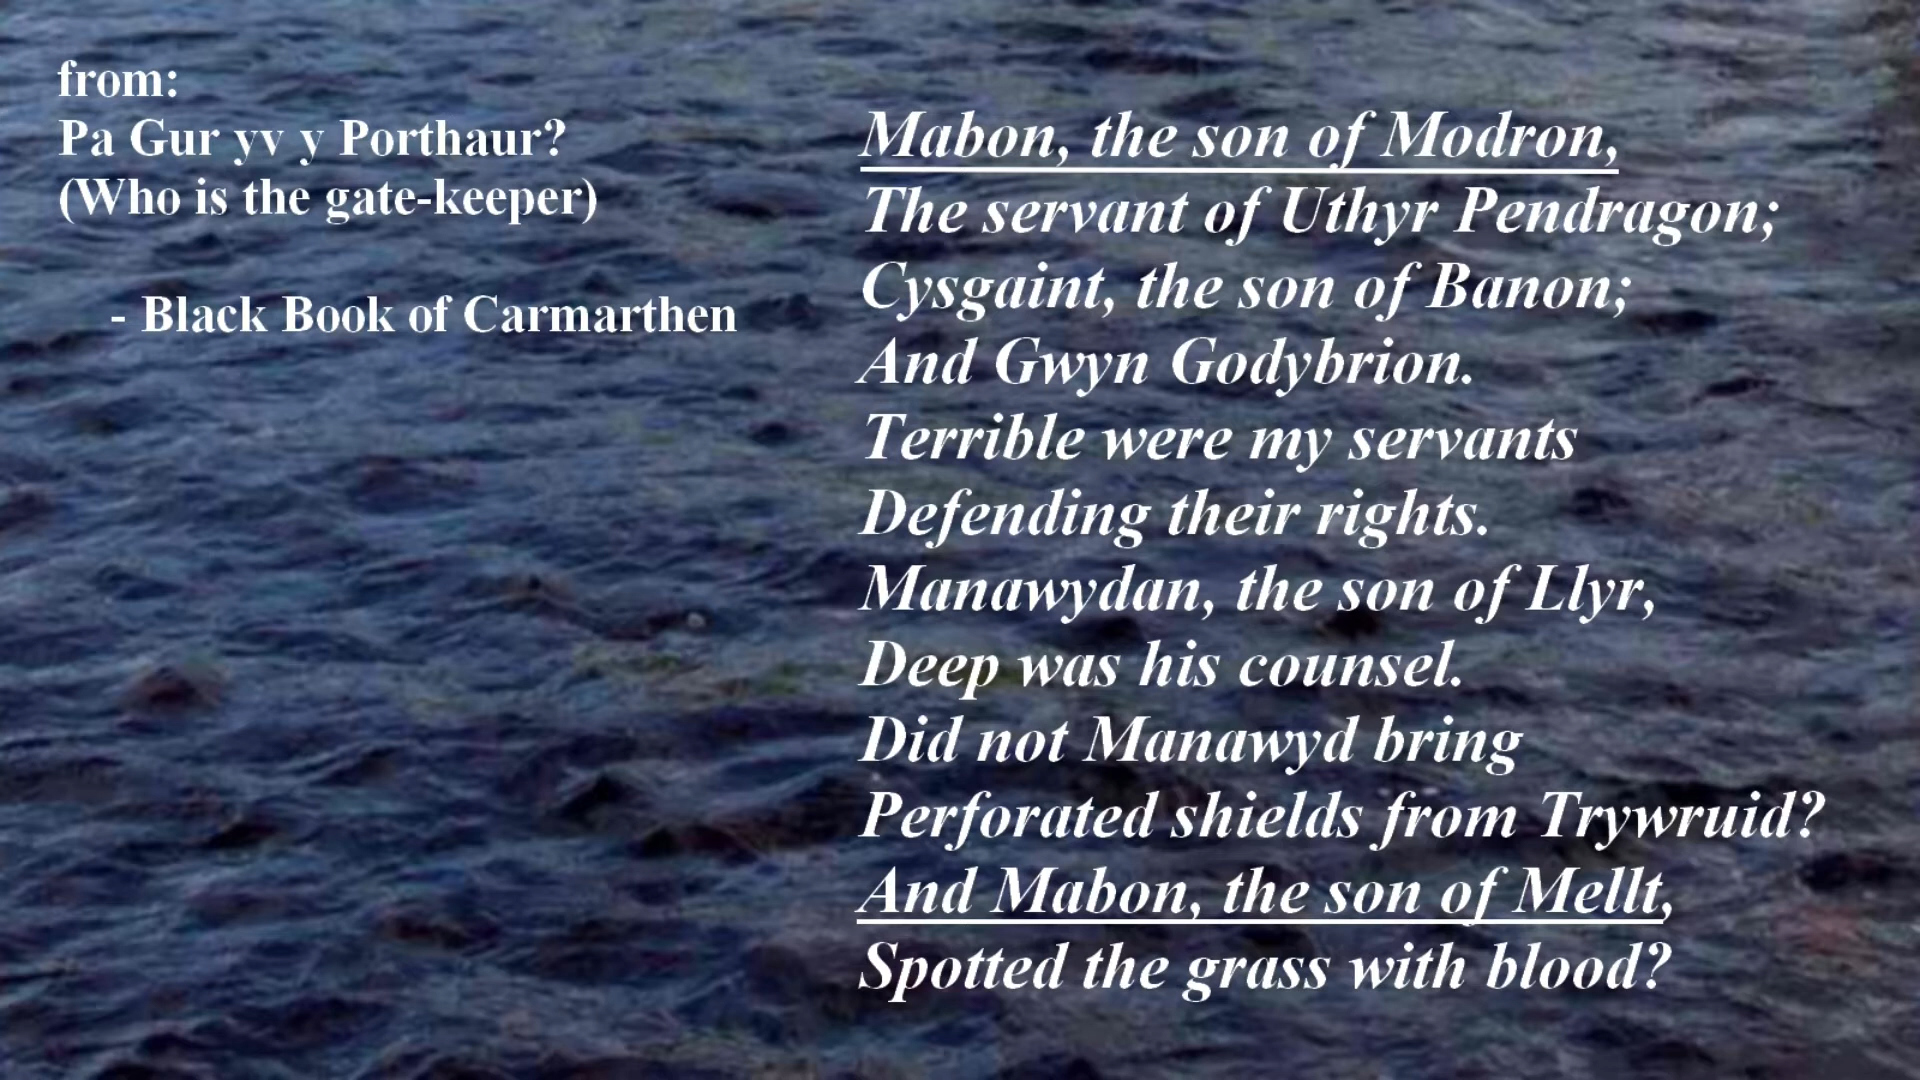 from:
Pa Gur yv y Porthaur?
(Who is the gate-keeper)
- Black Book of Carmarthen
Mabon, the son of Modron,
The servant of Uthyr Pendragon;
Cysgaint, the son of Banon;
And Gwyn Godybrion.
Terrible were my servants
Defending their rights.
Manawydan, the son of Llyr,
Deep was his counsel.
Did not Manawyd bring
Perforated shields from Trywruid?
And Mabon, the son of Mellt,
Spotted the grass with blood?